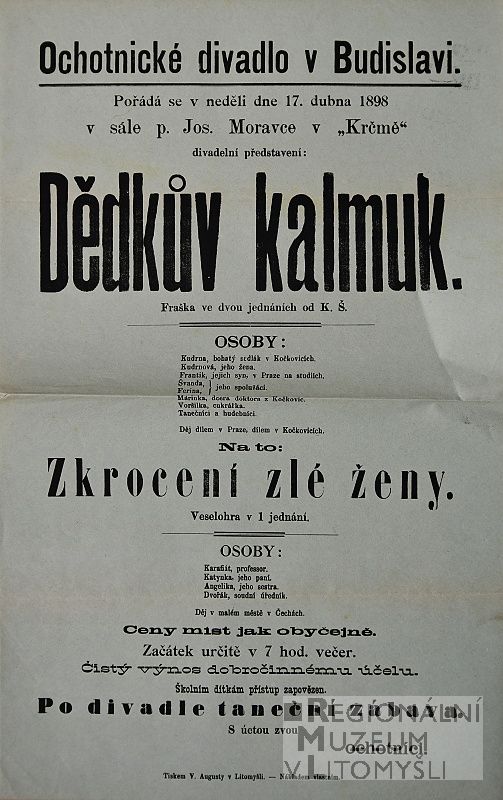 Ochotnické divadlo v Budislavi.
Pořádá se v neděli dne 17. dubna 1898
v sále p. Jos. Moravce v „Krčmě“
divadelní představení:
Dědkův kalmuk.
Fraška ve dvou jednáních od K. Š.
OSOBY:
Kudrna, bohatý sedlák v Kočkovicích.
Kudrnová, jeho žena.
Frantík, jejich syn, v Praze na studiích.
Švanda,
Ferina, } jeho spolužáci.
Márinka, dcera doktora z Kočkovic.
Voršilka, cukrářka.
Tanečníci a hudebníci.
Děj dílem v Praze, dílem v Kočkovicích.
Na to:
Zkrocení zlé ženy.
Veselohra v 1 jednání.
OSOBY:
Karafiát, professor.
Katynka, jeho paní.
Angelika, jeho sestra.
Dvořák, soudní úředník.
Děj v malém městě v Čechách.
Ceny míst jak obyčejně.
Začátek určitě v 7 hod. večer.
Čistý výnos dobročinnému účelu.
Školním dítkám přístup zapovězen.
Po divadle taneční zábava.
S úctou zvou
ochotníci.
Tiskem V. Augusty v Litomyšli. — Nákladem vlastním.
REGIONÁLNÍ
MUZEUM
V LITOMYŠLI